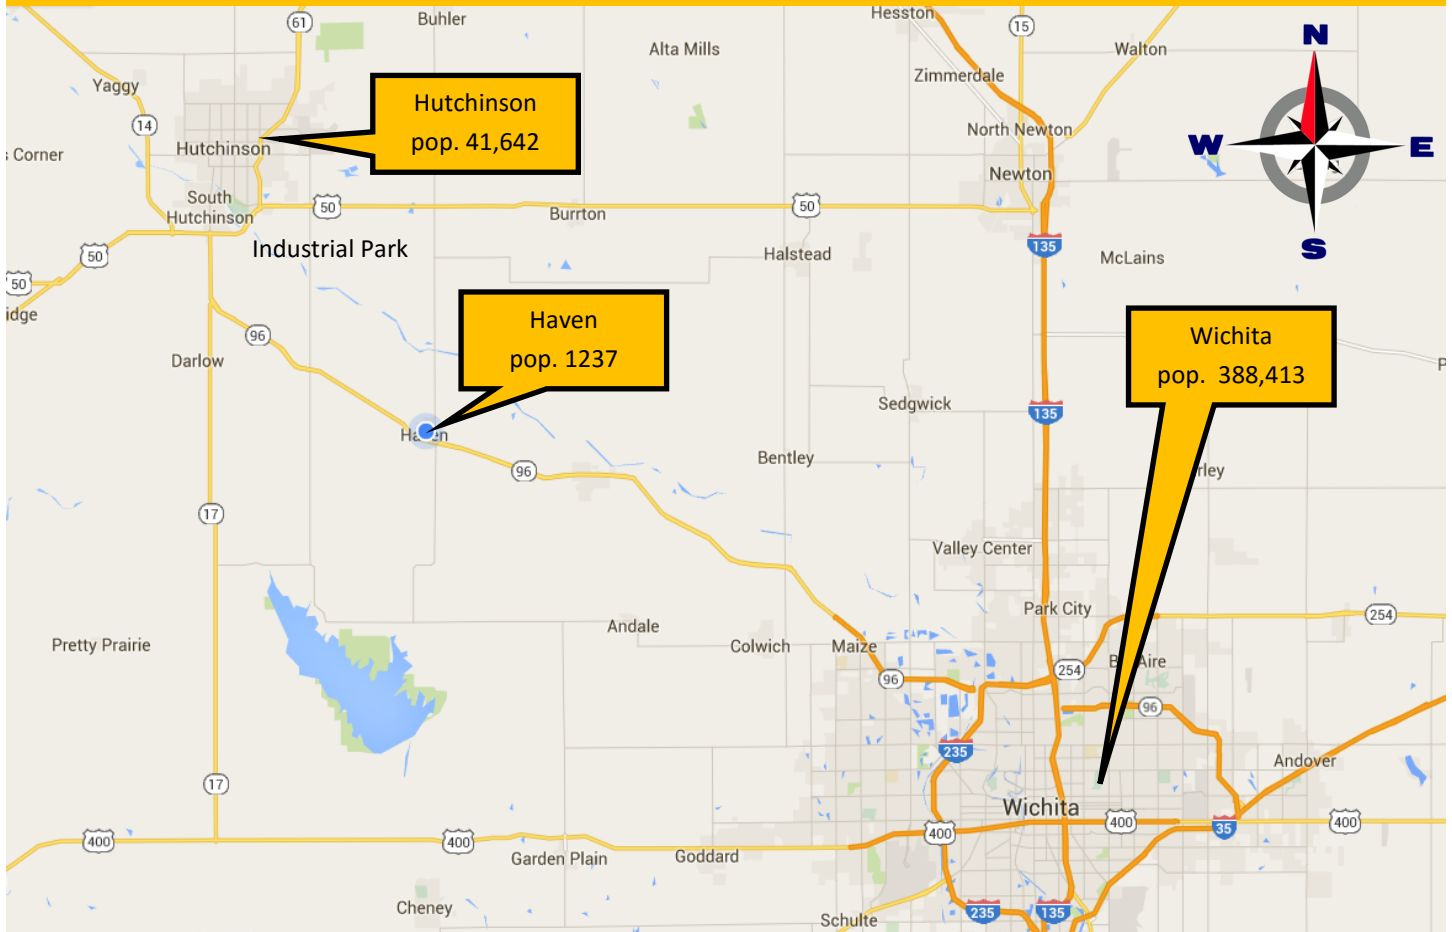 Hesston
61
Buhler
15
N
Alta Mills
Walton
Zimmerdale
Yaggy
Hutchinson
pop. 41,642
14
North Newton
W
E
s Corner
Hutchinson
Newton
South
Hutchinson
50
Burrton
50
S
Industrial Park
135
50
Halstead
McLains
50
idge
Haven
pop. 1237
96
Wichita
pop. 388,413
Darlow
P
Sedgwick
135
Haven
96
Bentley
rley
17
Valley Center
Park City
254
Andale
Pretty Prairie
Colwich
Maize
254
B Aire
96
96
235
Andover
17
Wichita
400
400
400
400
35
400
Garden Plain
Goddard
Cheney
Schulte
235
135